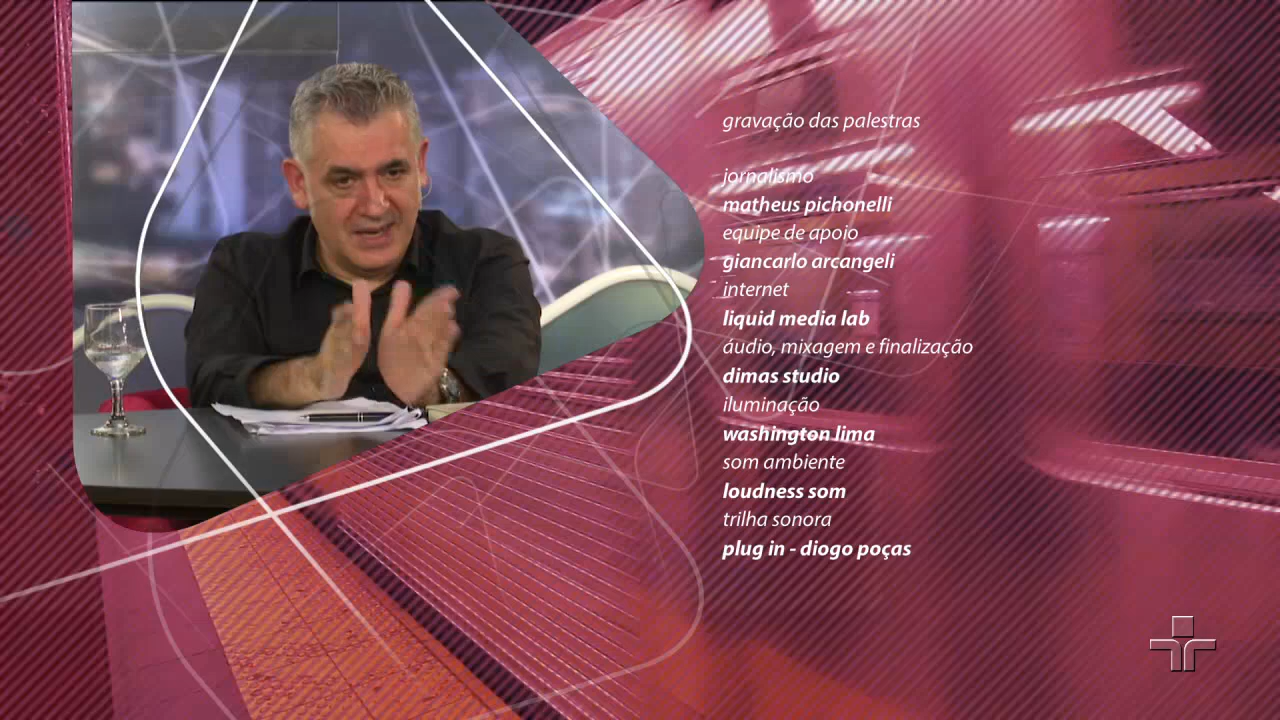 gravação das palestras
jornalismo
matheus pichonelli
equipe de apoio
giancarlo arcangeli
internet
liquid media lab
áudio, mixagem e finalização
dimas studio
iluminação
washington lima
som ambiente
loudness som
trilha sonora
plug in - diogo poças